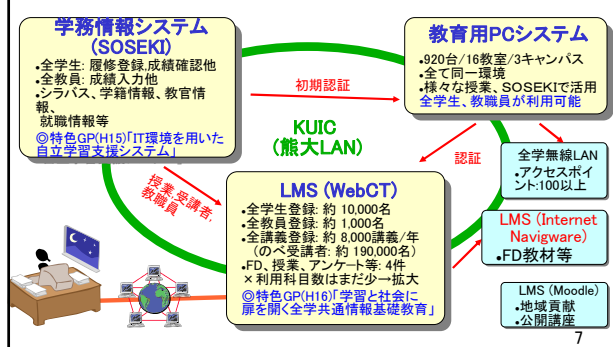 学務情報システム
(SOSEKI)
•全学生: 履修登録,成績確認他
•全教員: 成績入力他
•シラバス、学籍情報、教官情
報、
就職情報等
◎特色GP(H15)「IT環境を用いた
自立学習支援システム」
初期認証
教育用PCシステム
•920台/16教室/3キャンパス
•全て同一環境
•様々な授業、SOSEKIで活用
全学生、教職員が利用可能
KUIC
(熊大LAN)
認証
授業,受講者,
教職員
全学無線LAN
•アクセスポイ
ント:100以上
LMS (WebCT)
•全学生登録: 約 10,000名
•全教員登録: 約 1,000名
•全講義登録: 約 8,000講義/年
(のべ受講者: 約 190,000名)
•FD、授業、アンケート等: 4件
×利用科目数はまだ少→拡大
◎特色GP(H16)「学習と社会に
扉を開く全学共通情報基礎教育」
LMS (Internet
Navigware)
•FD教材等
LMS (Moodle)
•地域貢献
•公開講座
7